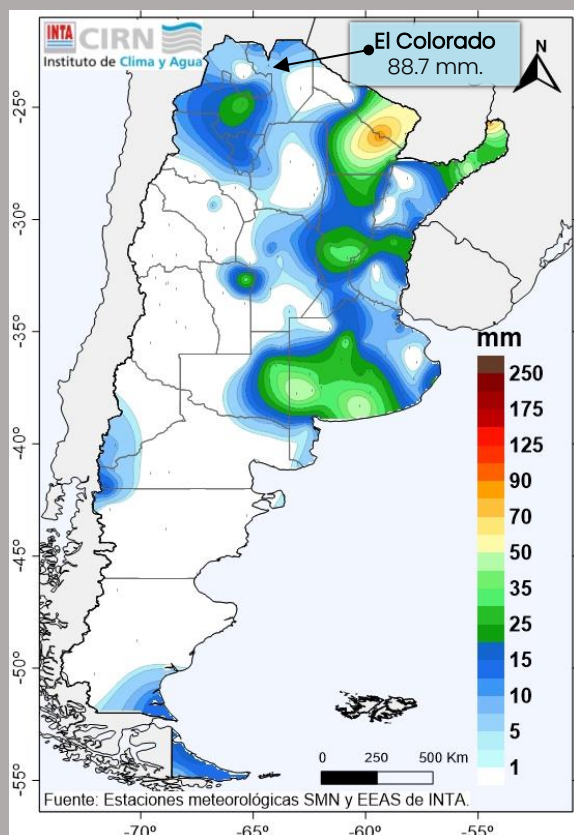 INTA CIRN
Instituto de Clima y Agua
El Colorado
88.7 mm.
N
-25°
-30°
-35°
-40°
-45°
-50°
-55°
mm
250
175
125
90
70
50
35
25
15
10
5
1
0 250 500 Km
Fuente: Estaciones meteorológicas SMN y EEAS de INTA.
-70° -65° -60° -55°